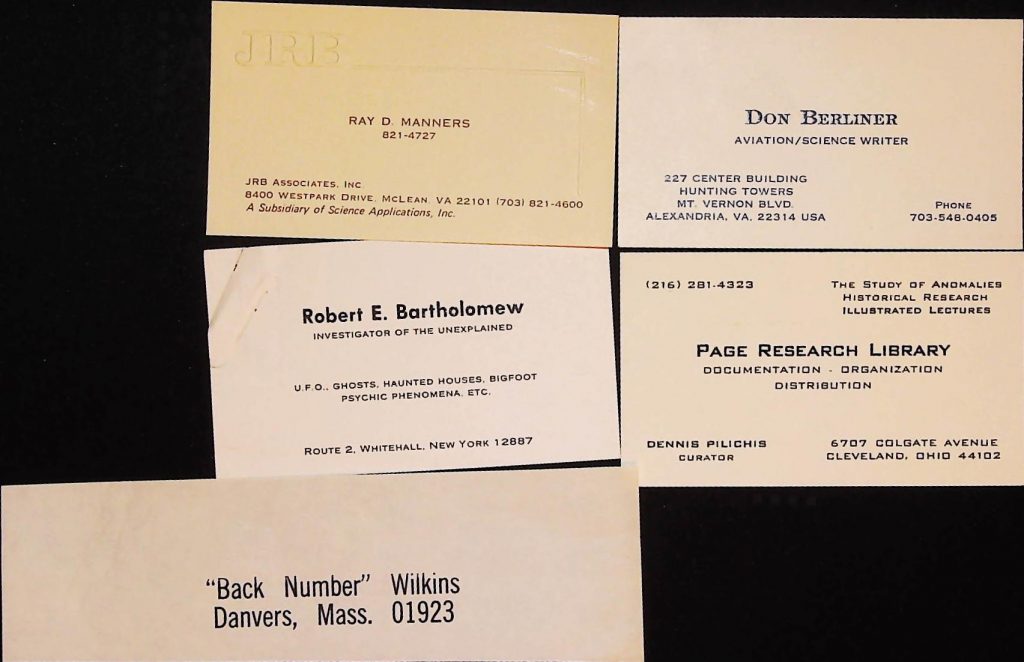 JRB
RAY D. MANNERS
821-4727
JRB ASSOCIATES, INC
8400 WESTPARK DRIVE, MCLEAN, VA 22101 (703) 821-4600
A Subsidiary of Science Applications, Inc.
DON BERLINER
AVIATION/SCIENCE WRITER
227 CENTER BUILDING
HUNTING TOWERS
MT. VERNON BLVD.
ALEXANDRIA, VA. 22314 USA
PHONE
703-548-0405
Robert E. Bartholomew
INVESTIGATOR OF THE UNEXPLAINED
U.F.O., GHOSTS, HAUNTED HOUSES, BIGFOOT
PSYCHIC PHENOMENA, ETC.
ROUTE 2, WHITEHALL, NEW YORK 12887
(216) 281-4323
THE STUDY OF ANOMALIES
HISTORICAL RESEARCH
ILLUSTRATED LECTURES
PAGE RESEARCH LIBRARY
DOCUMENTATION - ORGANIZATION
DISTRIBUTION
DENNIS PILICHIS
CURATOR
6707 COLGATE AVENUE
CLEVELAND, OHIO 44102
"Back Number" Wilkins
Danvers, Mass. 01923